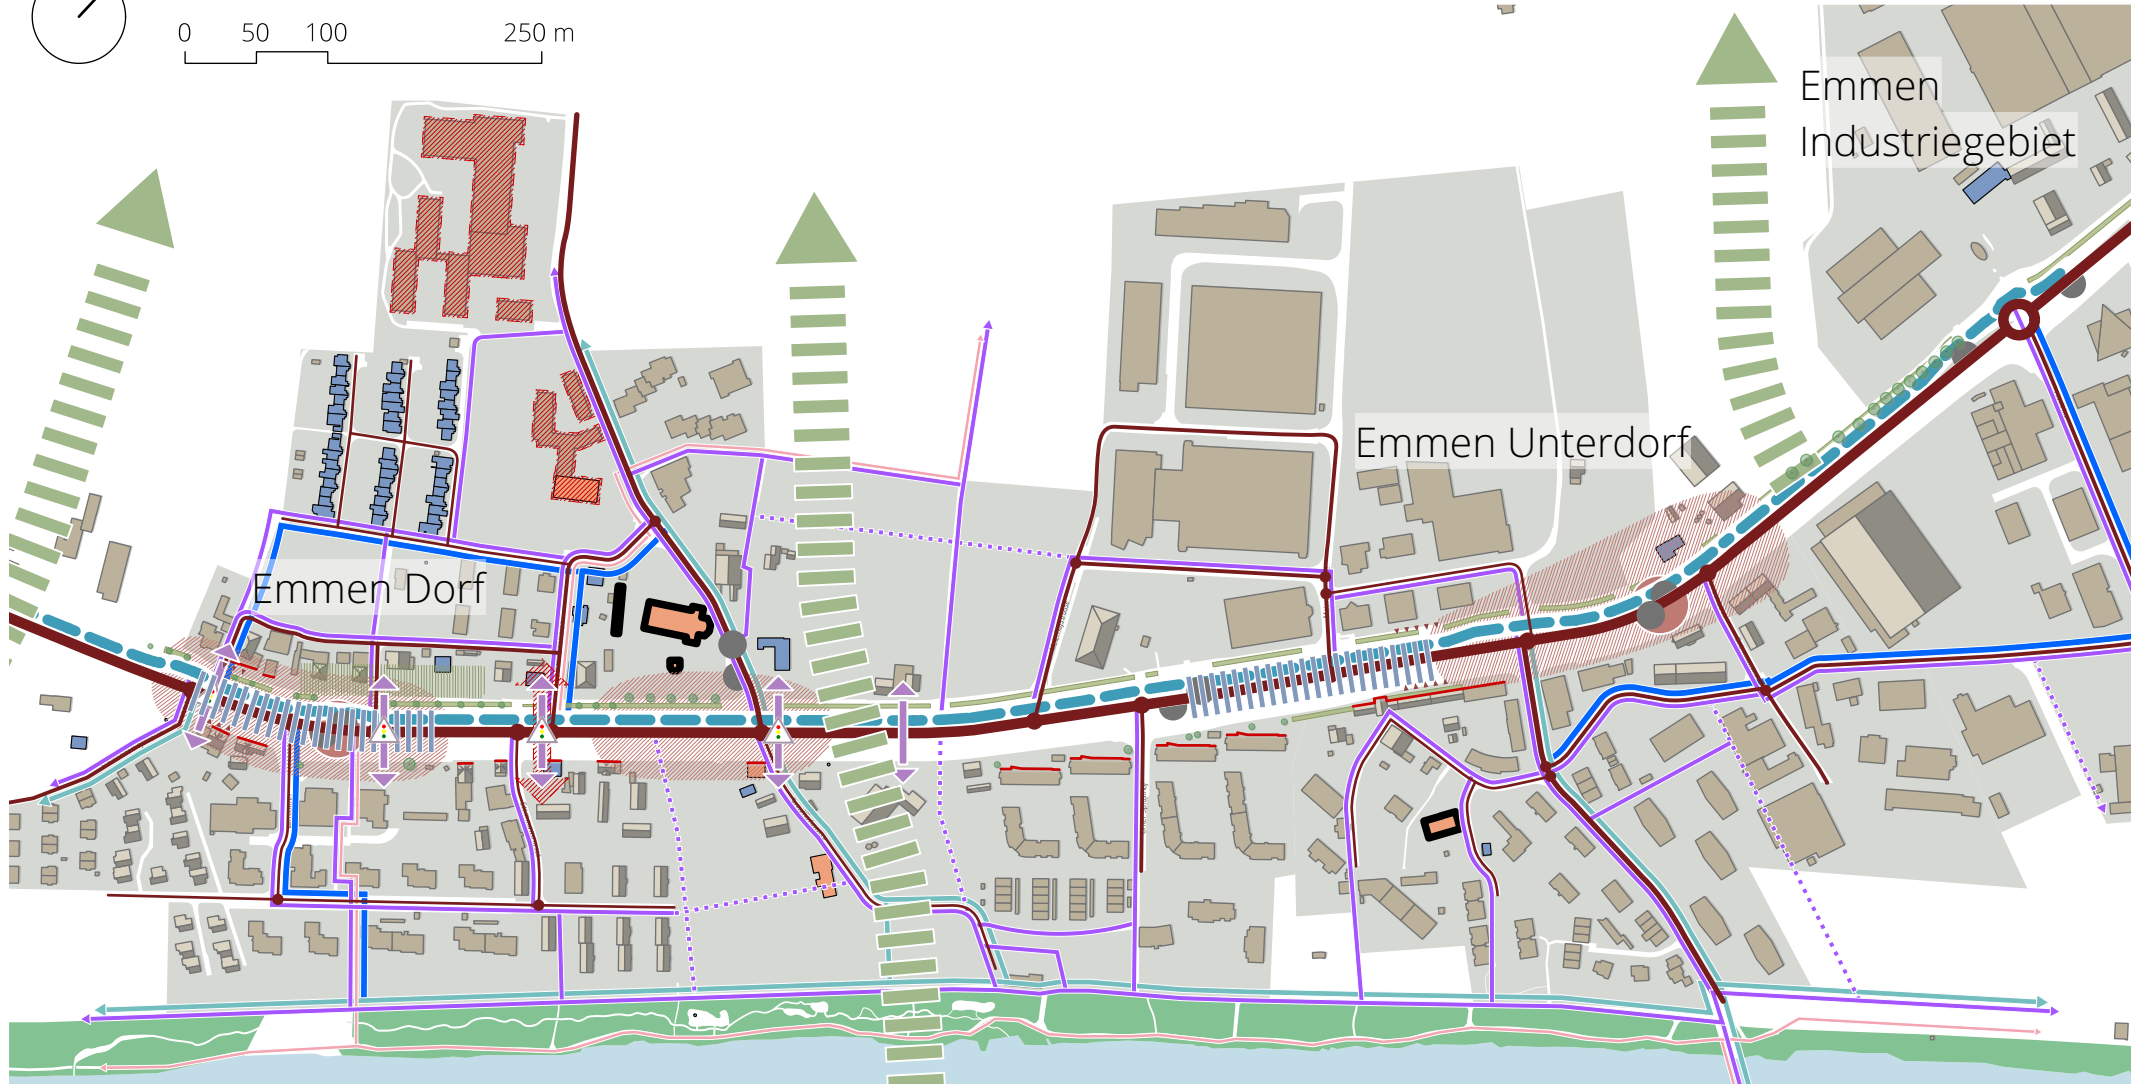 0 50 100 250 m
Emmen
Industriegebiet
Emmen Unterdorf
Emmen Dorf